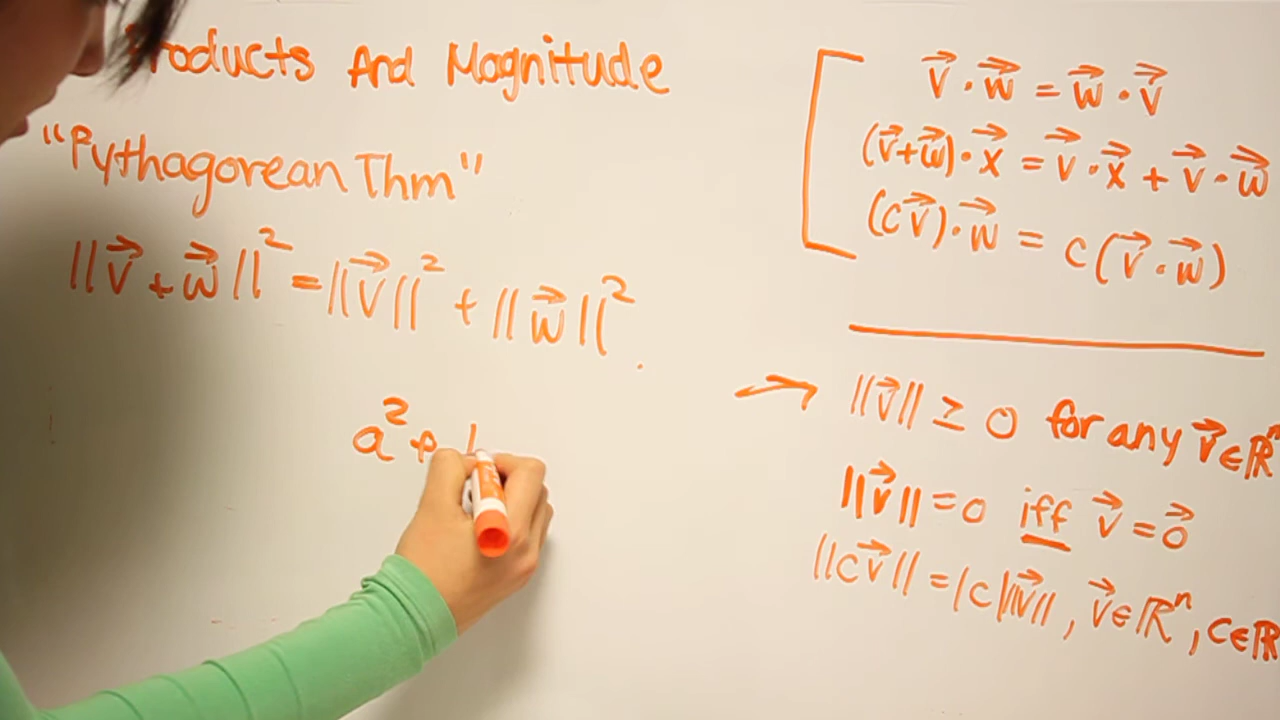 Products And Magnitude
"Pythagorean Thm"
||v⃗ + w⃗||² = ||v⃗||² + ||w⃗||².
a² +
v⃗ · w⃗ = w⃗ · v⃗
(v⃗+w⃗) · x⃗ = v⃗ · x⃗ + v⃗ · w⃗
(cv⃗) · w⃗ = c(v⃗ · w⃗)
→ ||v⃗|| ≥ 0 for any v⃗∈ℝⁿ
||v⃗|| = 0 iff v⃗ = 0⃗
||cv⃗|| = |c| ||v⃗||, v⃗∈ℝⁿ, c∈ℝ